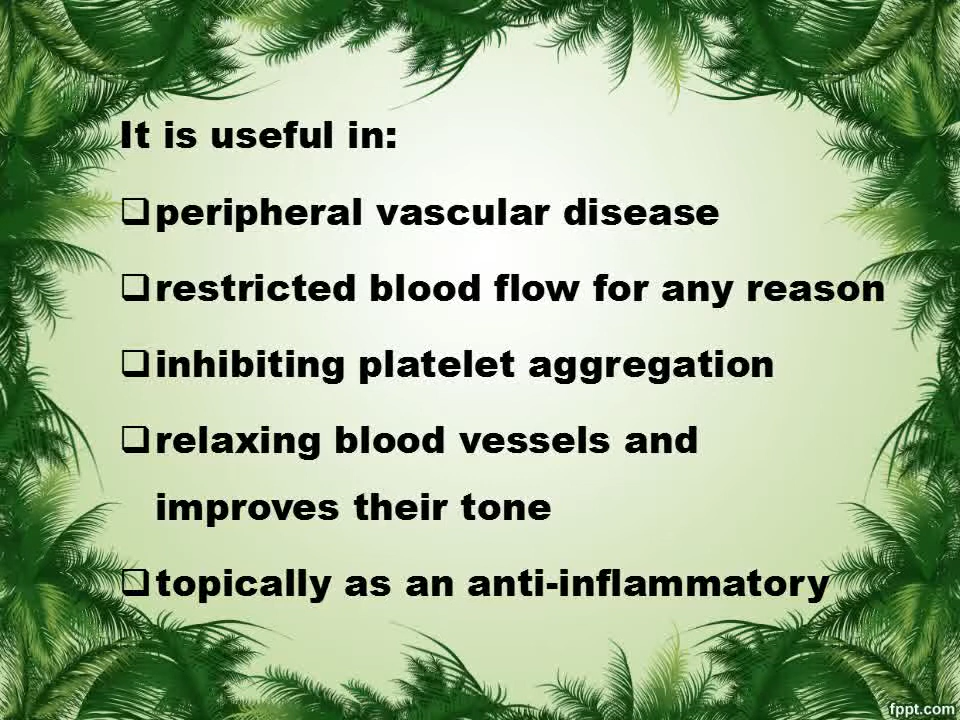 It is useful in:
❑peripheral vascular disease
❑restricted blood flow for any reason
❑inhibiting platelet aggregation
❑relaxing blood vessels and
improves their tone
❑topically as an anti-inflammatory
fppt.com